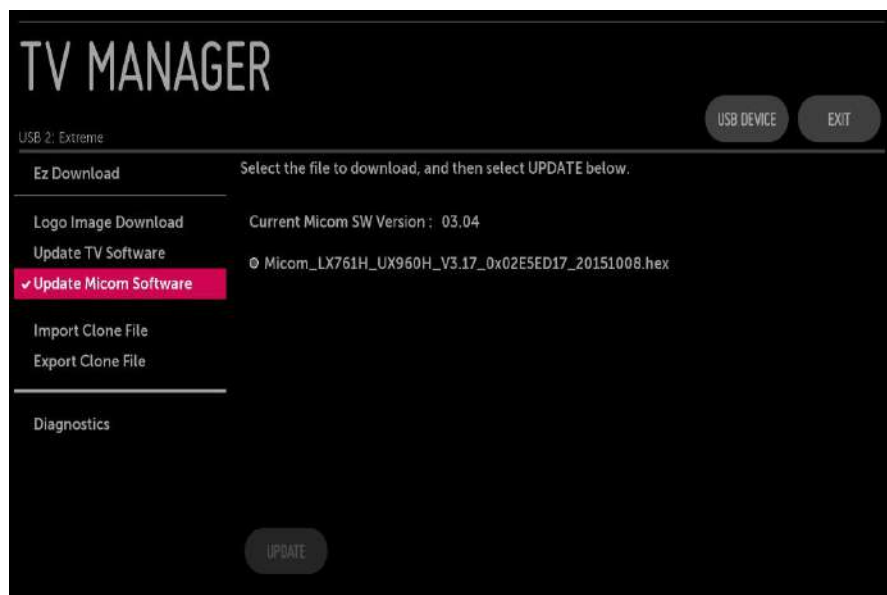 TV MANAGER
USB DEVICE
EXIT
USB 2: Extreme
Ez Download
Select the file to download, and then select UPDATE below.
Logo Image Download
Current Micom SW Version : 03.04
Update TV Software
Micom_LX761H_UX960H_V3.17_0x02E5ED17_20151008.hex
Update Micom Software
Import Clone File
Export Clone File
Diagnostics
UPDATE